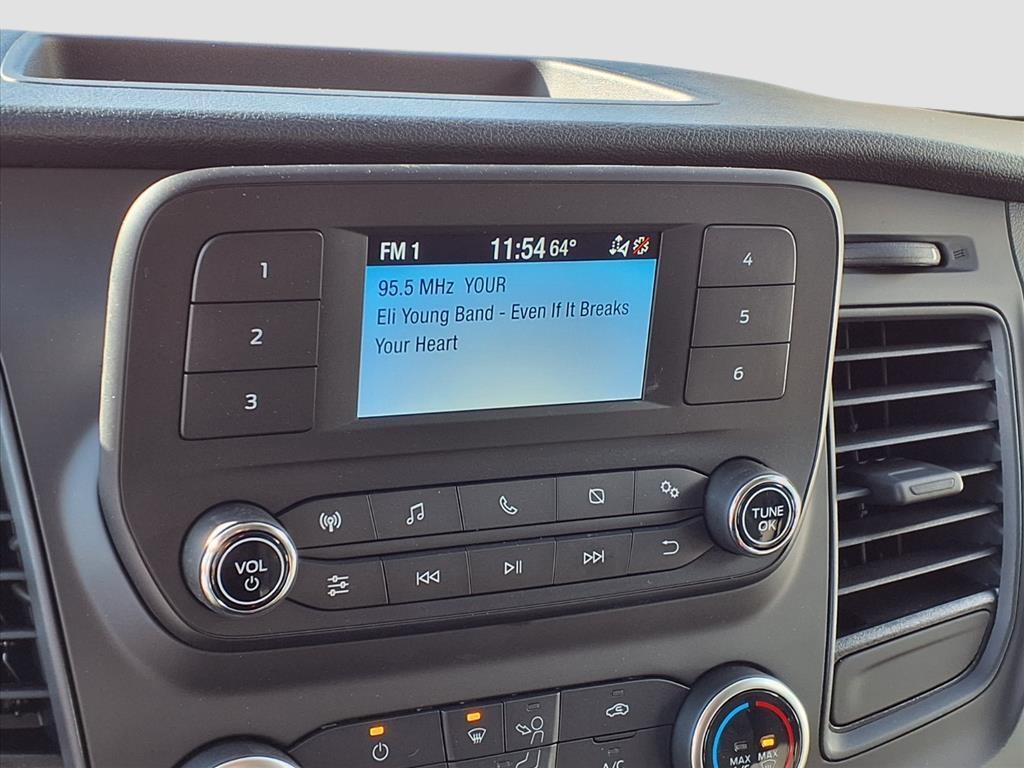 FM 1 11:54 64°
95.5 MHz YOUR
Eli Young Band - Even If It Breaks
Your Heart
1
2
3
4
5
6
VOL
TUNE
OK
A/C
MAX
A/C
MAX